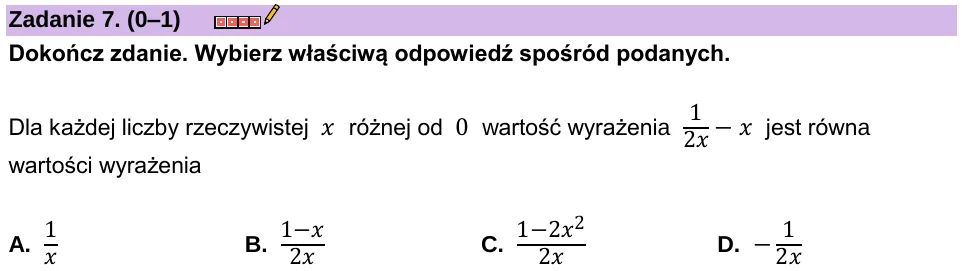 Zadanie 7. (0–1)
Dokończ zdanie. Wybierz właściwą odpowiedź spośród podanych.
Dla każdej liczby rzeczywistej x różnej od 0 wartość wyrażenia 1/2x − x jest równa
wartości wyrażenia
A. 1/x B. 1−x/2x C. 1−2x²/2x D. −1/2x